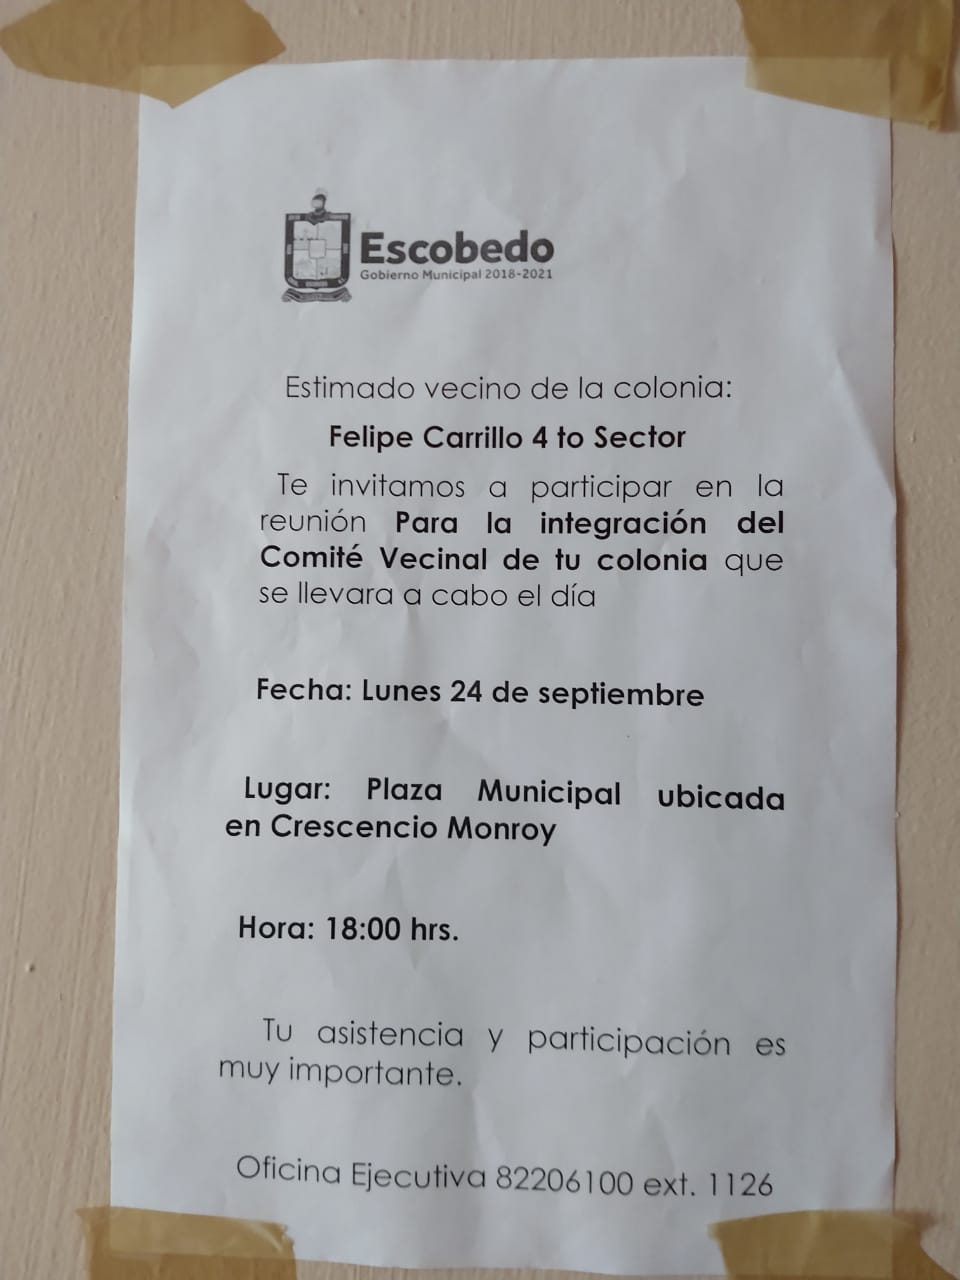 Escobedo
Gobierno Municipal 2018-2021
Estimado vecino de la colonia:
Felipe Carrillo 4 to Sector
Te invitamos a participar en la
reunión Para la integración del
Comité Vecinal de tu colonia que
se llevara a cabo el día
Fecha: Lunes 24 de septiembre
Lugar: Plaza Municipal ubicada
en Crescencio Monroy
Hora: 18:00 hrs.
Tu asistencia y participación es
muy importante.
Oficina Ejecutiva 82206100 ext. 1126